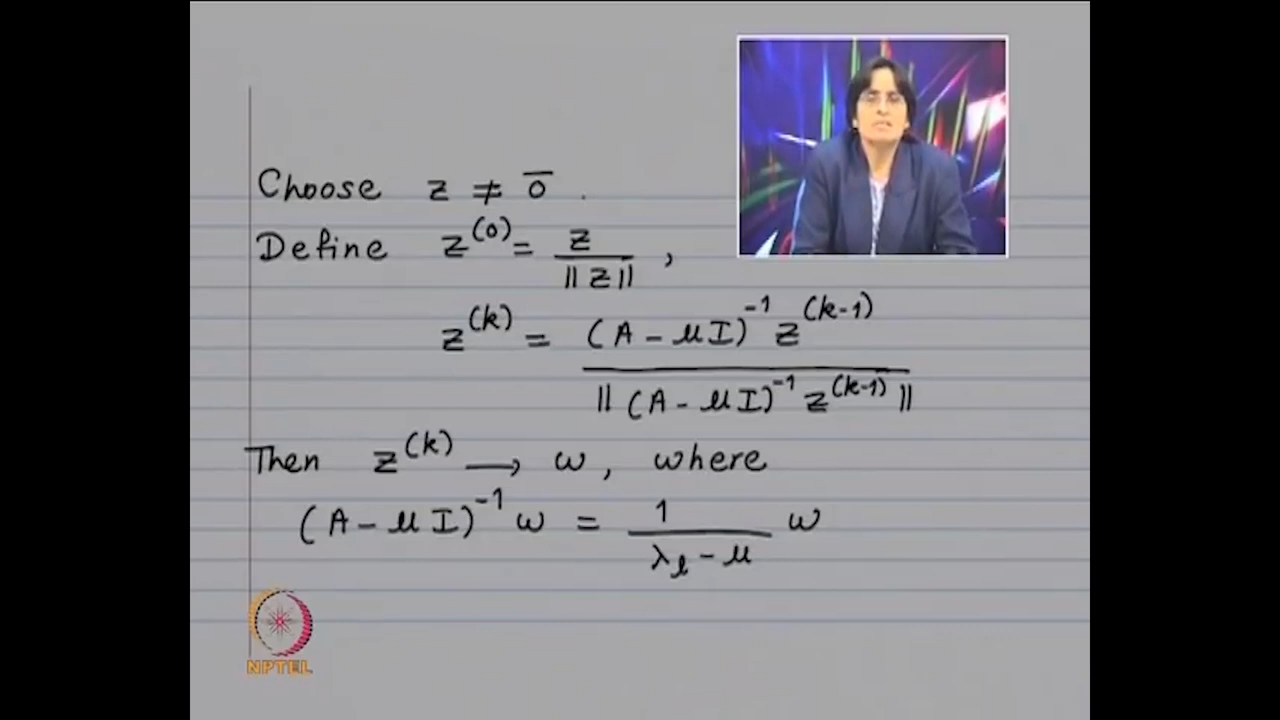 Choose z ≠ 0̅ .
Define z^(0) = z / ||z|| ,
z^(k) = (A - μI)^-1 z^(k-1) / ||(A - μI)^-1 z^(k-1)||
Then z^(k) → ω, where
(A - μI)^-1 ω = 1 / (λ_l - μ) ω
NPTEL